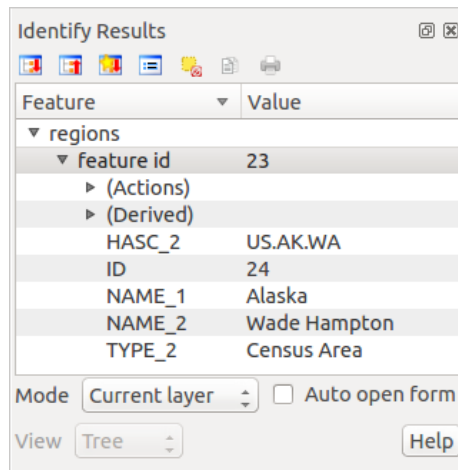 Identify Results
Feature Value
regions
feature id 23
(Actions)
(Derived)
HASC_2 US.AK.WA
ID 24
NAME_1 Alaska
NAME_2 Wade Hampton
TYPE_2 Census Area
Mode Current layer Auto open form
View Tree Help